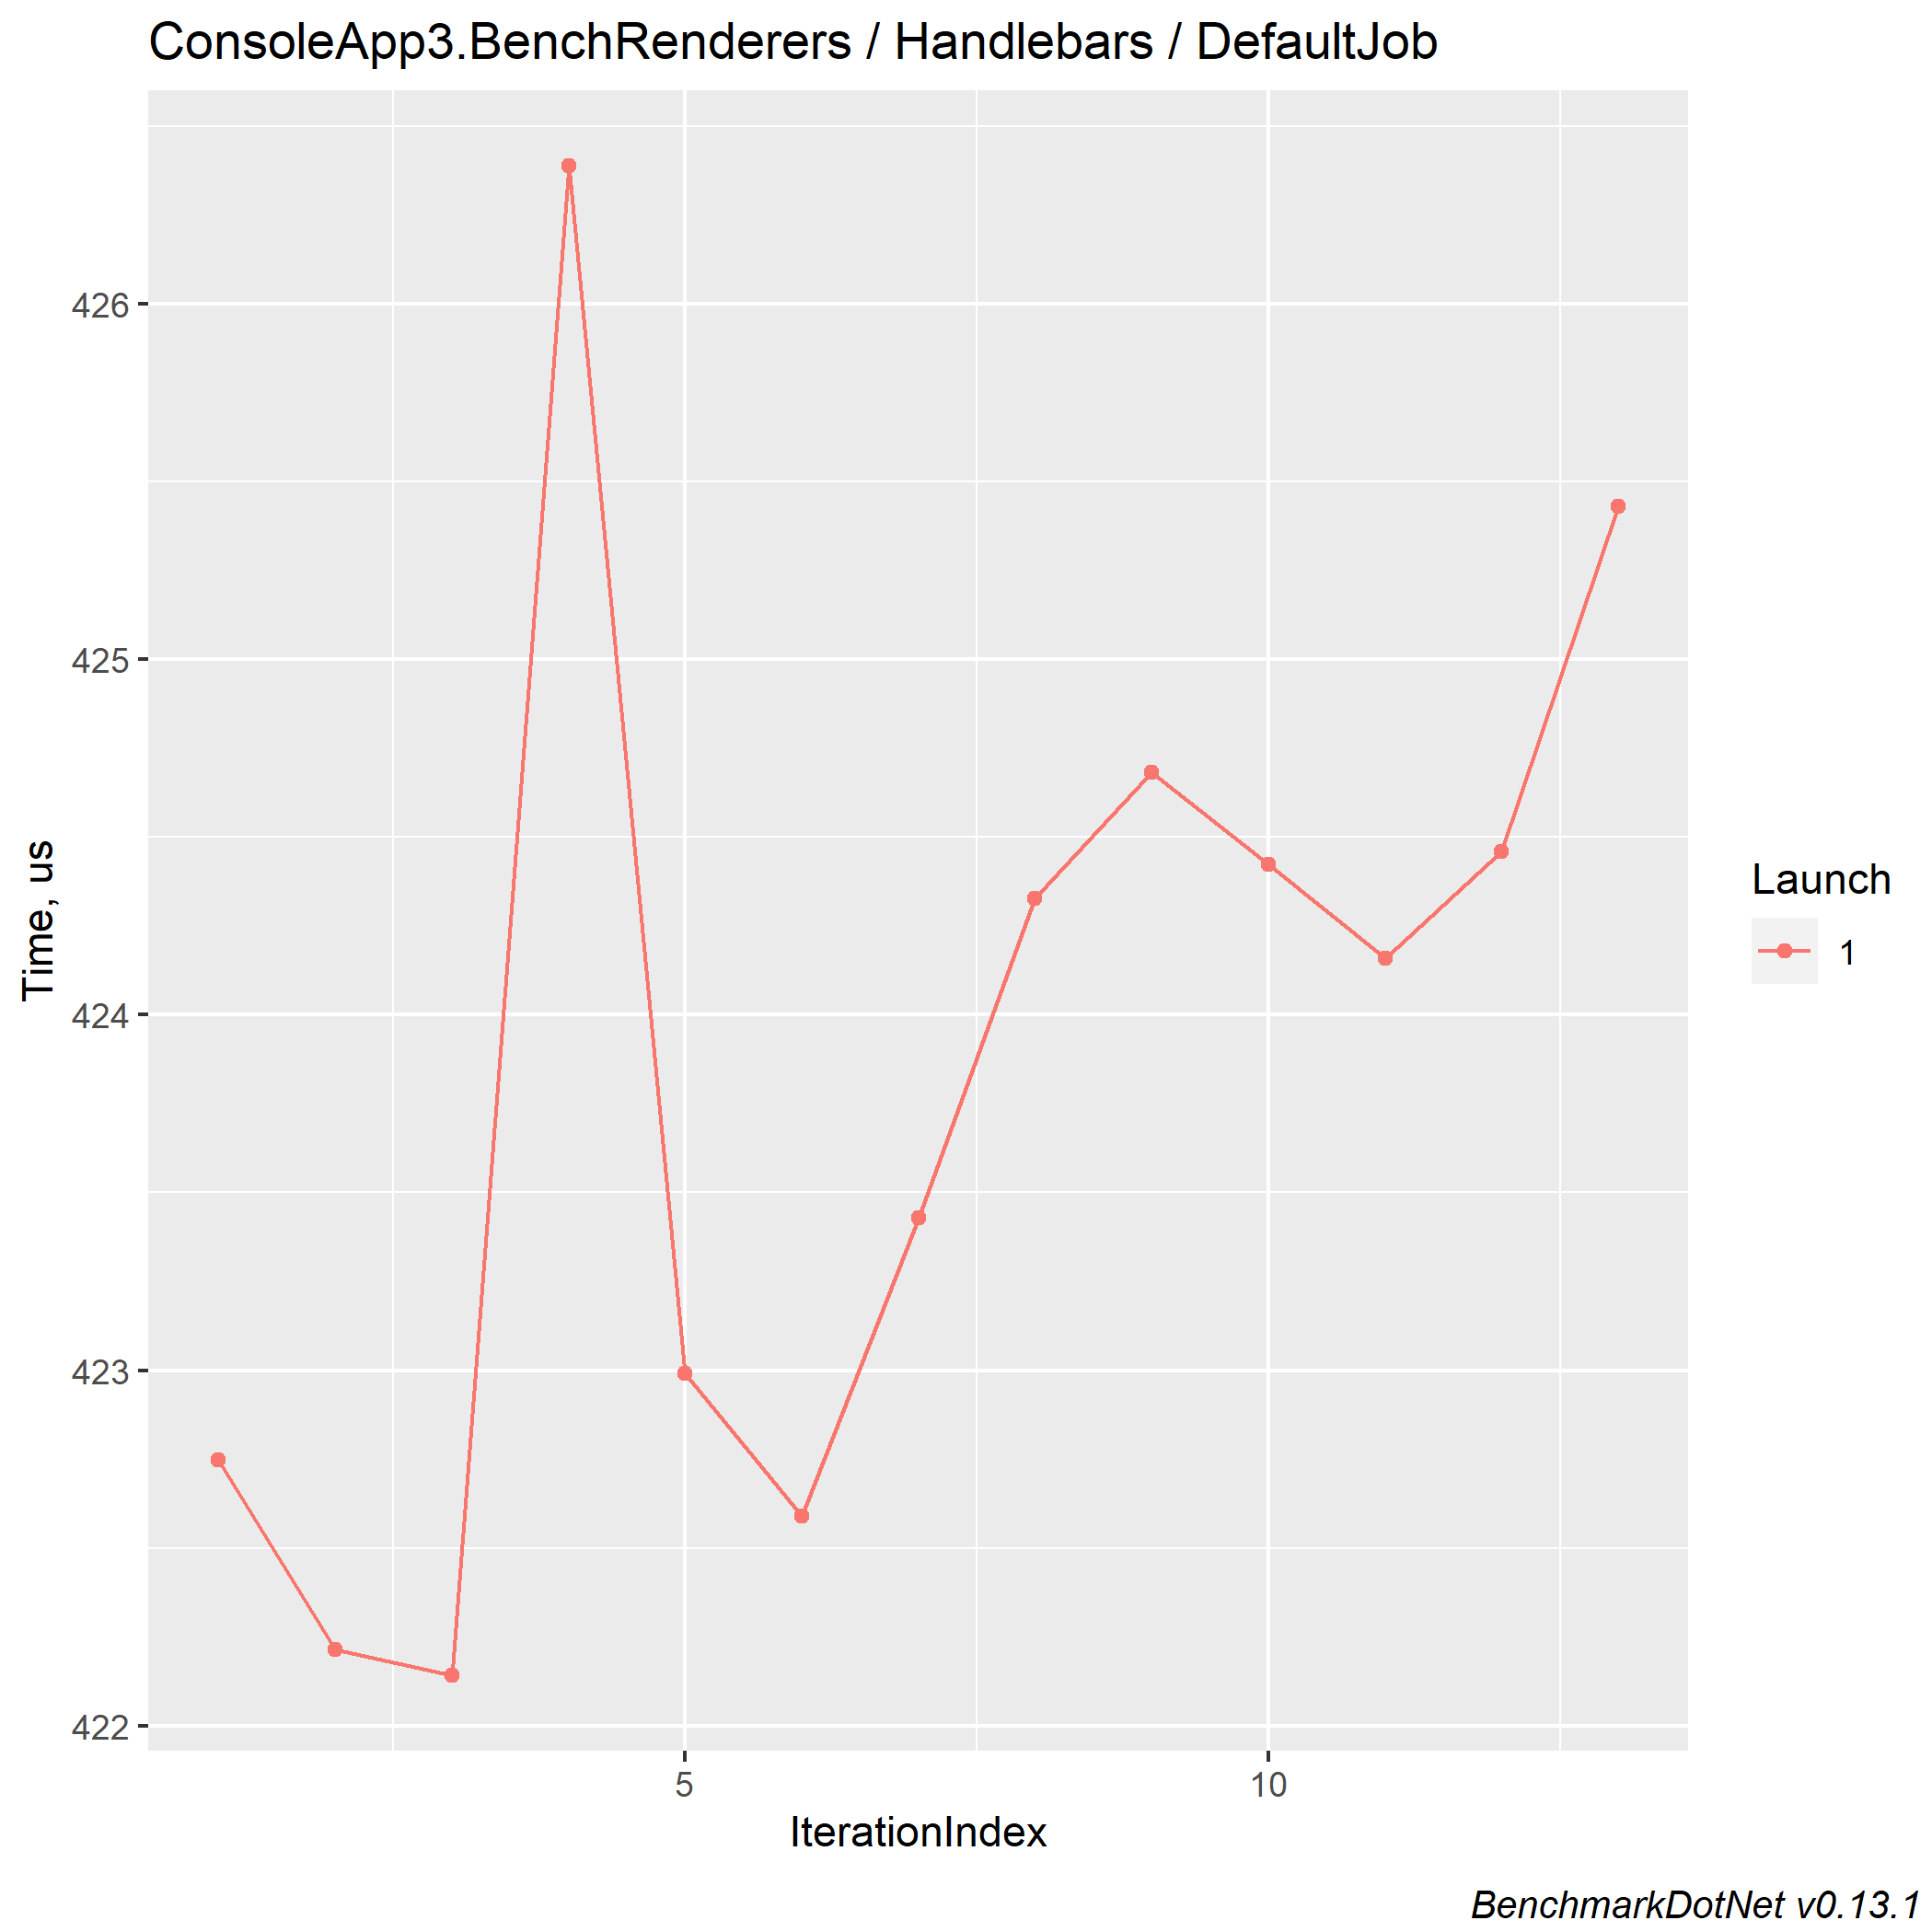 ConsoleApp3.BenchRenderers / Handlebars / DefaultJob
Time, us
426
425
424
423
422
5
10
IterationIndex
Launch
1
BenchmarkDotNet v0.13.1